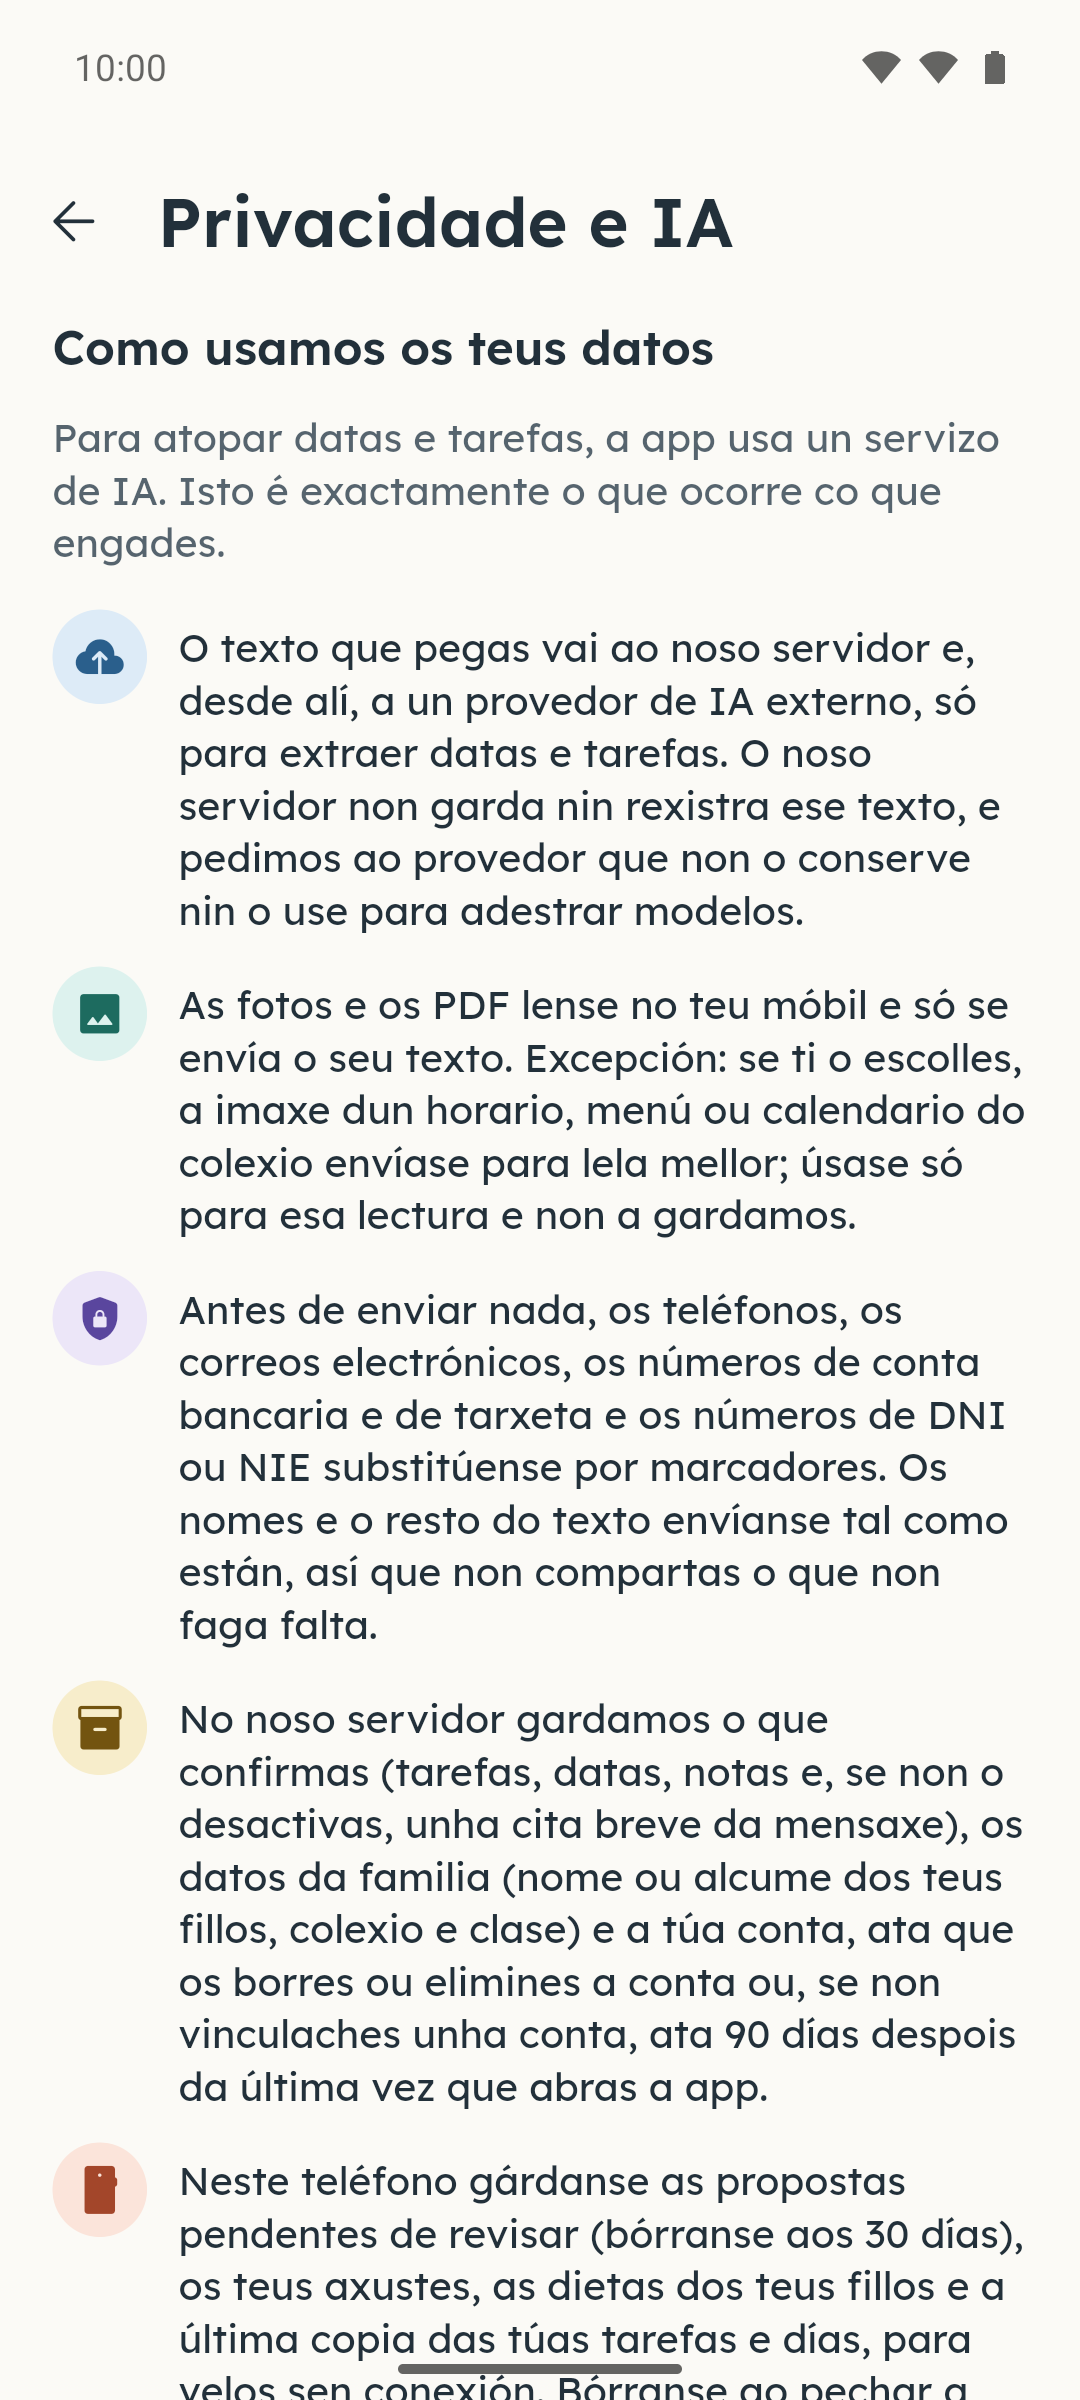 10:00
Privacidade e IA
Como usamos os teus datos
Para atopar datas e tarefas, a app usa un servizo
de IA. Isto é exactamente o que ocorre co que
engades.
O texto que pegas vai ao noso servidor e,
desde alí, a un provedor de IA externo, só
para extraer datas e tarefas. O noso
servidor non garda nin rexistra ese texto, e
pedimos ao provedor que non o conserve
nin o use para adestrar modelos.
As fotos e os PDF lense no teu móbil e só se
envía o seu texto. Excepción: se ti o escolles,
a imaxe dun horario, menú ou calendario do
colexio envíase para lela mellor; úsase só
para esa lectura e non a gardamos.
Antes de enviar nada, os teléfonos, os
correos electrónicos, os números de conta
bancaria e de tarxeta e os números de DNI
ou NIE substitúense por marcadores. Os
nomes e o resto do texto envíanse tal como
están, así que non compartas o que non
faga falta.
No noso servidor gardamos o que
confirmas (tarefas, datas, notas e, se non o
desactivas, unha cita breve da mensaxe), os
datos da familia (nome ou alcume dos teus
fillos, colexio e clase) e a túa conta, ata que
os borres ou elimines a conta ou, se non
vinculaches unha conta, ata 90 días despois
da última vez que abras a app.
Neste teléfono gárdanse as propostas
pendentes de revisar (bórranse aos 30 días),
os teus axustes, as dietas dos teus fillos e a
última copia das túas tarefas e días, para
velos sen conexión. Bórranse ao pechar a